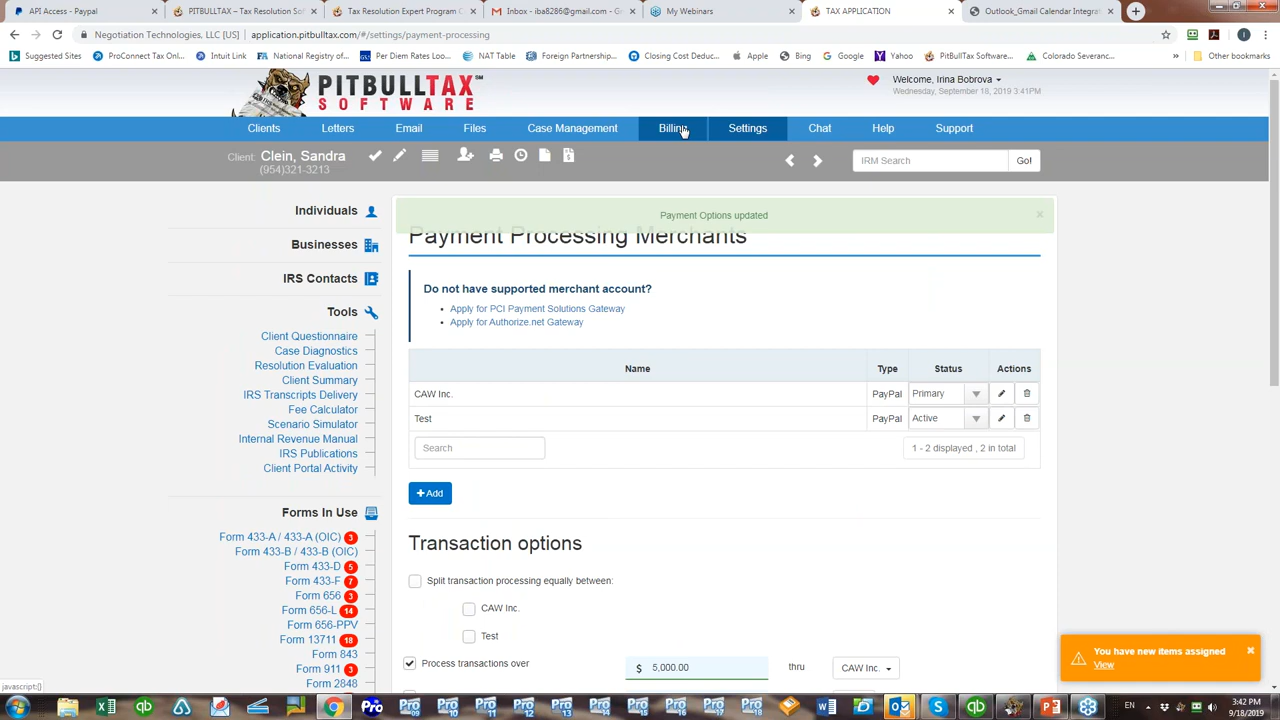 API Access - Paypal
PITBULLTAX – Tax Resolution Sof
Tax Resolution Expert Program C
Inbox - iba8286@gmail.com - G
My Webinars
TAX APPLICATION
Outlook_Gmail Calendar Integrat
Negotiation Technologies, LLC [US]
application.pitbulltax.com/#/settings/payment-processing
Suggested Sites
ProConnect Tax Onl
Intuit Link
National Registry of
Per Diem Rates Loo
NAT Table
Foreign Partnership
Closing Cost Deduc
Apple
Bing
Google
Yahoo
PitBullTax Software
Colorado Severanc
Other bookmarks
PITBULLTAX™
SOFTWARE
Welcome, Irina Bobrova
Wednesday, September 18, 2019 3:41PM
Clients
Letters
Email
Files
Case Management
Billing
Settings
Chat
Help
Support
Client: Clein, Sandra
(954)321-3213
IRM Search
Go!
Individuals
Businesses
IRS Contacts
Tools
Client Questionnaire
Case Diagnostics
Resolution Evaluation
Client Summary
IRS Transcripts Delivery
Fee Calculator
Scenario Simulator
Internal Revenue Manual
IRS Publications
Client Portal Activity
Forms In Use
Form 433-A / 433-A (OIC) 3
Form 433-B / 433-B (OIC)
Form 433-D 5
Form 433-F 7
Form 656 3
Form 656-L 14
Form 656-PPV
Form 13711 18
Form 843
Form 911 3
Form 2848
Payment Options updated
Payment Processing Merchants
Do not have supported merchant account?
Apply for PCI Payment Solutions Gateway
Apply for Authorize.net Gateway
Name Type Status Actions
CAW Inc. PayPal Primary
Test PayPal Active
Search
1 - 2 displayed , 2 in total
Add
Transaction options
Split transaction processing equally between:
CAW Inc.
Test
Process transactions over $ 5,000.00 thru CAW Inc.
You have new items assigned
View
javascript:{}
EN
3:42 PM
9/18/2019